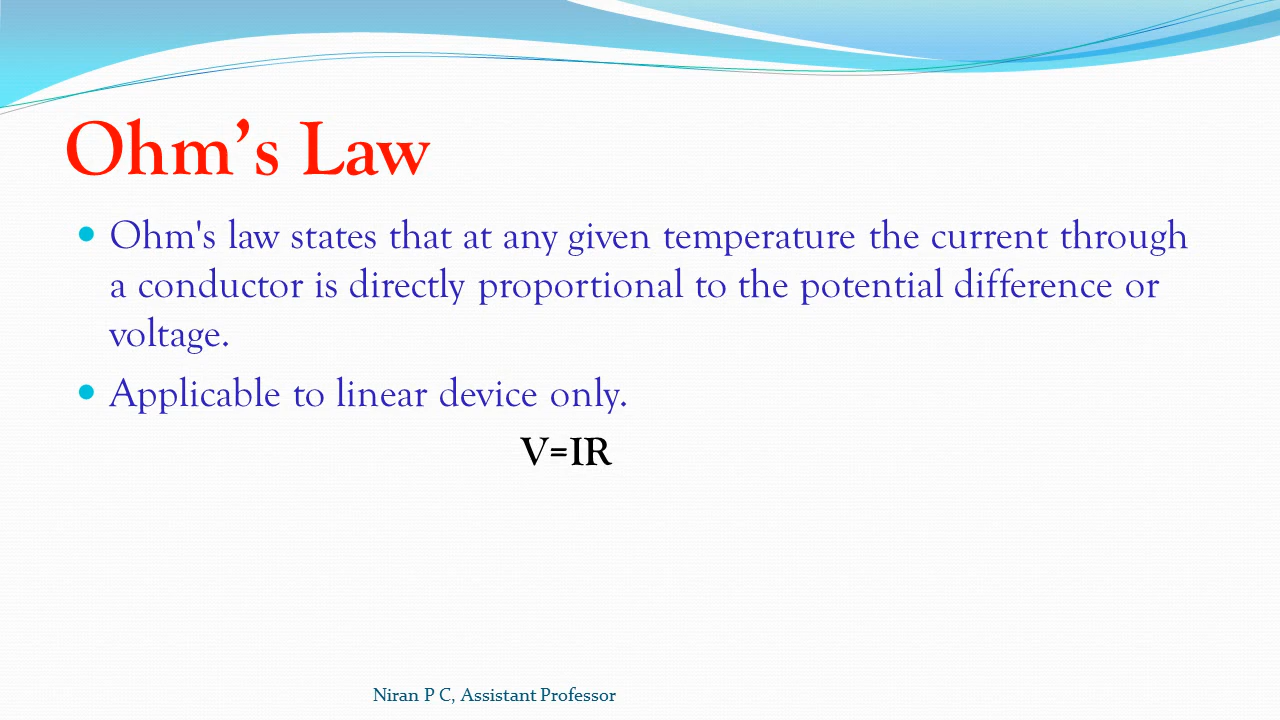 Ohm’s Law
• Ohm's law states that at any given temperature the current through
a conductor is directly proportional to the potential difference or
voltage.
• Applicable to linear device only.
V=IR
Niran P C, Assistant Professor